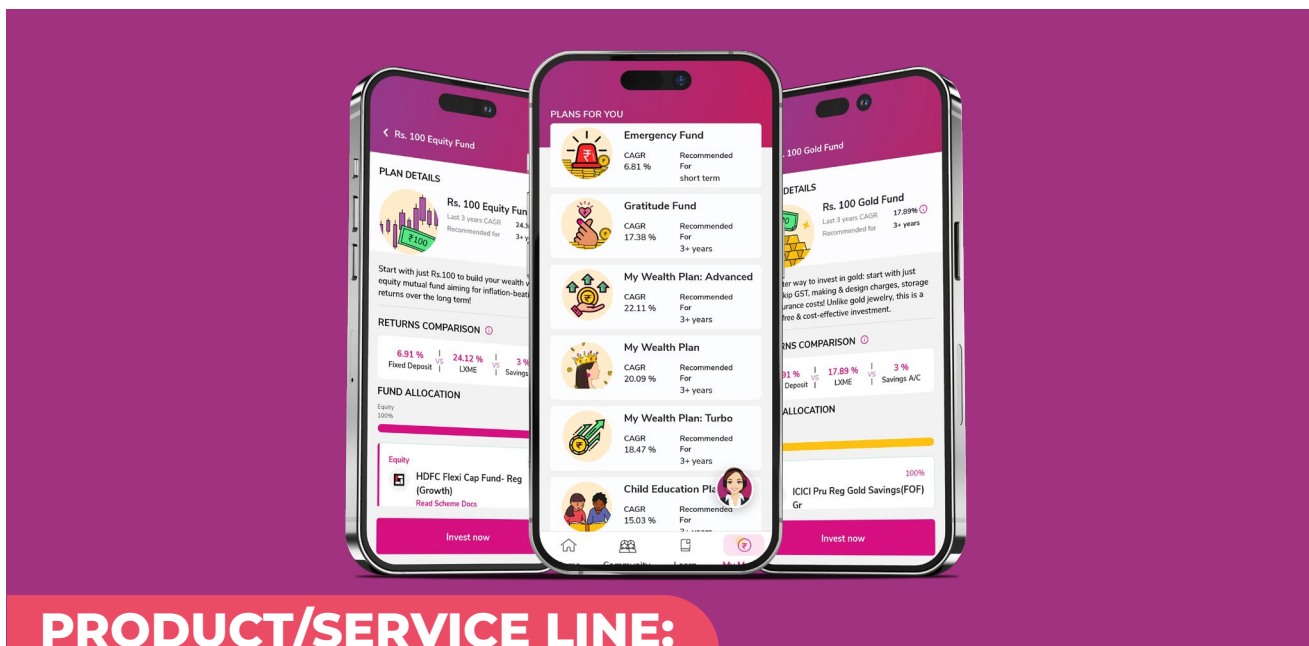 Rs. 100 Equity Fund
PLAN DETAILS
Rs. 100 Equity Fun
Last 3 years CAGR
Recommended for 3+
₹100
Start with just Rs.100 to build your wealth
equity mutual fund aiming for inflation-beati
returns over the long term!
RETURNS COMPARISON
6.91 % VS 24.12 % VS 3 %
Fixed Deposit LXME Savings
FUND ALLOCATION
Equity
100%
Equity
HDFC Flexi Cap Fund- Reg
(Growth)
Read Scheme Docs
Invest now
PLANS FOR YOU
Emergency Fund
CAGR Recommended
6.81 % For
short term
Gratitude Fund
CAGR Recommended
17.38 % For
3+ years
My Wealth Plan: Advanced
CAGR Recommended
22.11 % For
3+ years
My Wealth Plan
CAGR Recommended
20.09 % For
3+ years
My Wealth Plan: Turbo
CAGR Recommended
18.47 % For
3+ years
Child Education Pla
CAGR Recommended
15.03 % For
100 Gold Fund
DETAILS
Rs. 100 Gold Fund
Last 3 years CAGR 17.89%
Recommended for 3+ years
ter way to invest in gold: start with just
kip GST, making & design charges, storage
urance costs! Unlike gold jewelry, this is a
free & cost-effective investment.
RNS COMPARISON
91 % VS 17.89 % VS 3 %
Deposit LXME Savings A/C
ALLOCATION
100%
ICICI Pru Reg Gold Savings(FOF)
Gr
Invest now
PRODUCT/SERVICE LINE: